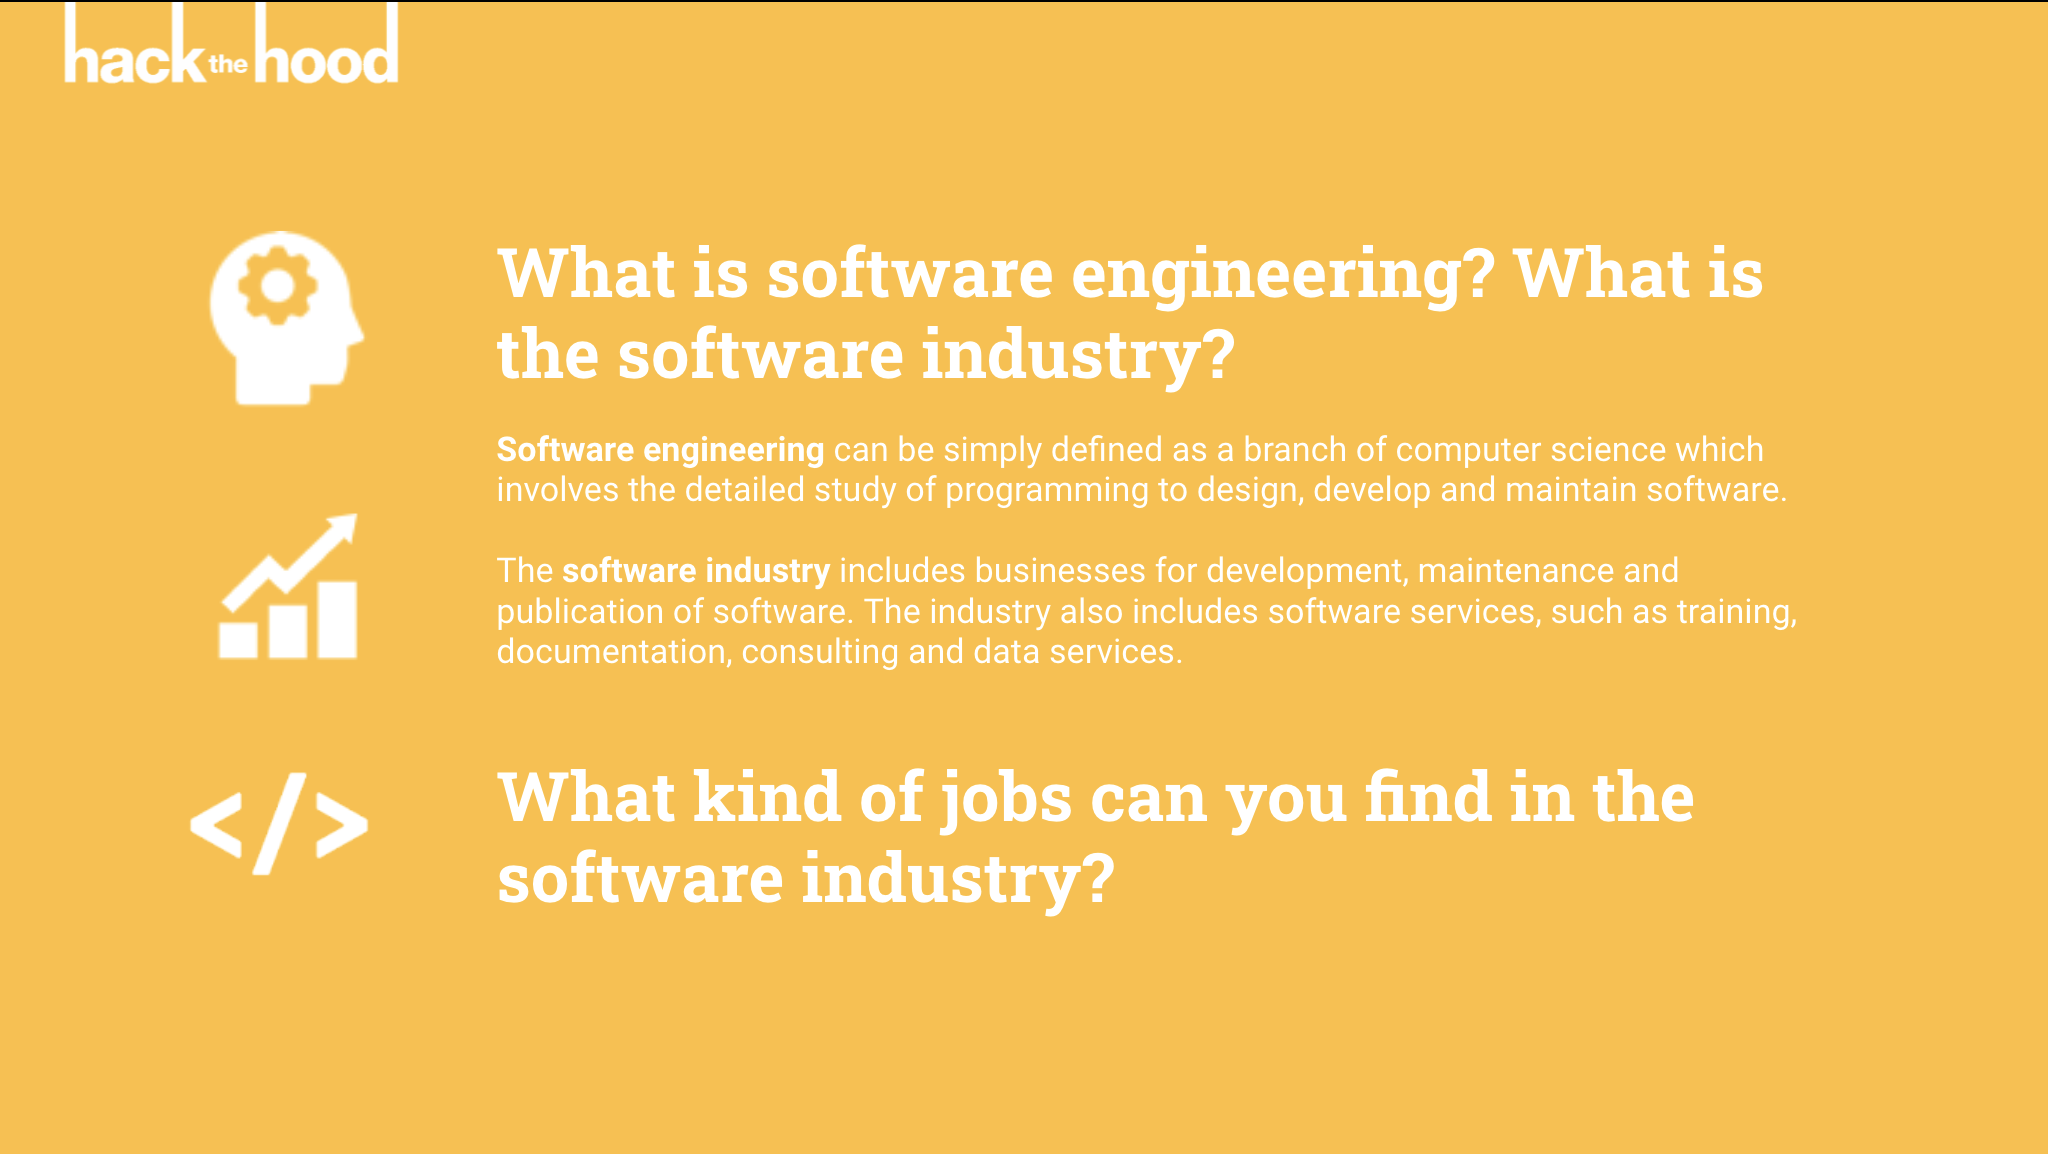 hack the hood
What is software engineering? What is
the software industry?
Software engineering can be simply defined as a branch of computer science which
involves the detailed study of programming to design, develop and maintain software.
The software industry includes businesses for development, maintenance and
publication of software. The industry also includes software services, such as training,
documentation, consulting and data services.
</>
What kind of jobs can you find in the
software industry?